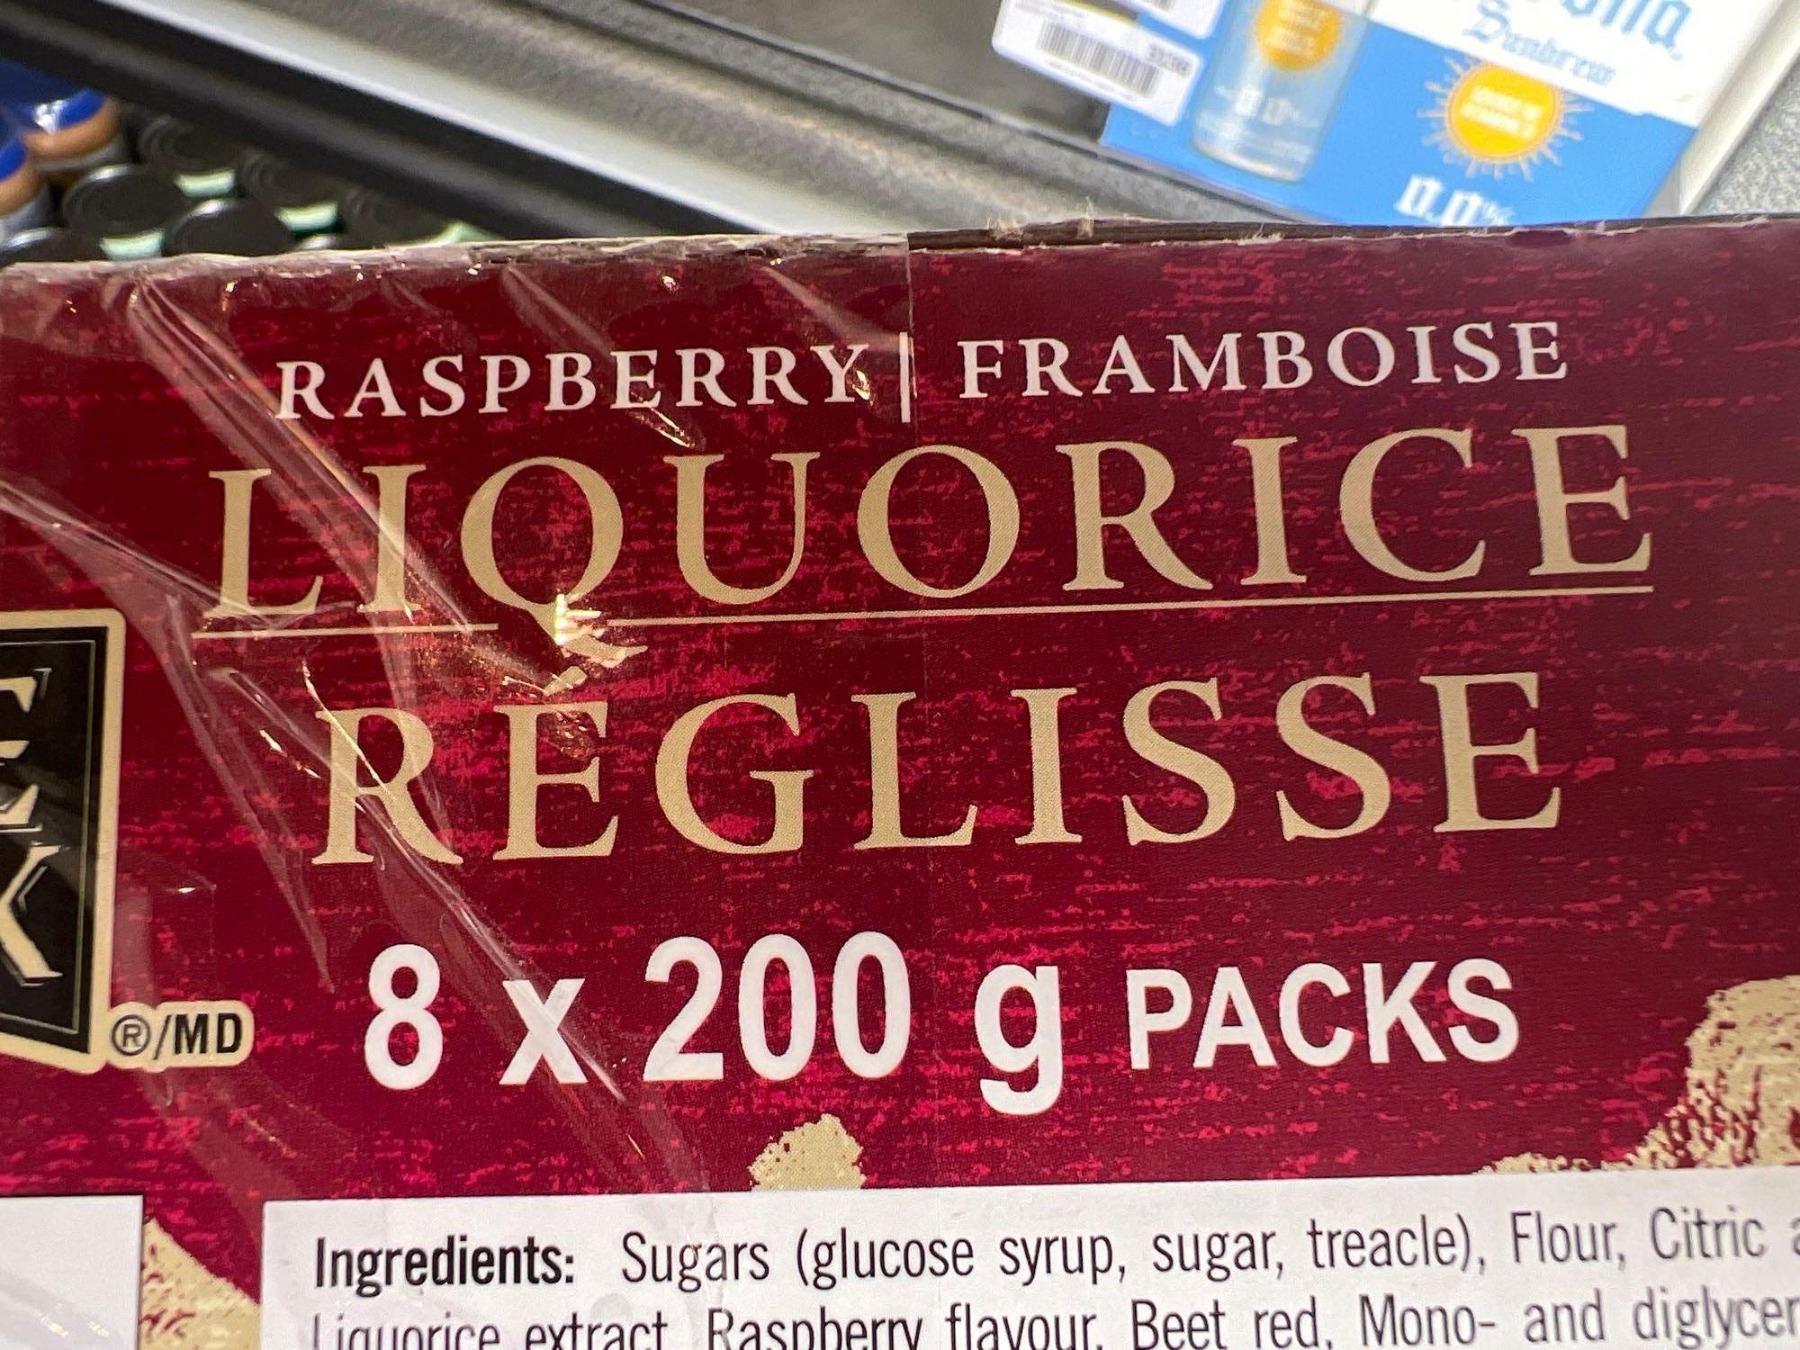 Sunbrew
RASPBERRY | FRAMBOISE
LIQUORICE
RÉGLISSE
®/MD
8 x 200 g PACKS
Ingredients: Sugars (glucose syrup, sugar, treacle), Flour, Citric
Liquorice extract, Raspberry flavour, Beet red, Mono- and